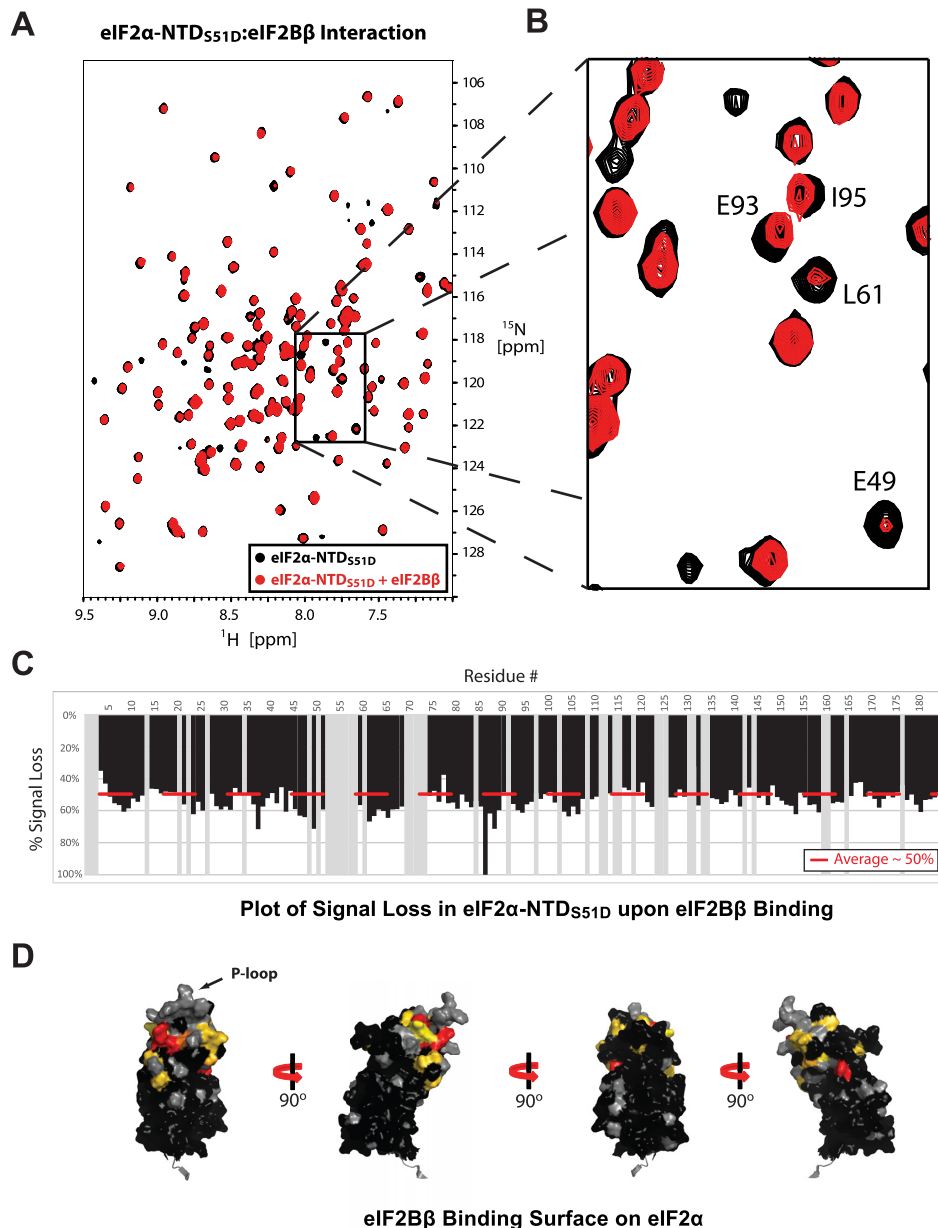 A
eIF2α-NTDS51D:eIF2Bβ Interaction
B
106
108
110
112
114
116
118
120
122
124
126
128
15N
[ppm]
9.5 9.0 8.5 8.0 7.5
1H [ppm]
eIF2α-NTDS51D
eIF2α-NTDS51D + eIF2Bβ
E93
I95
L61
E49
C
Residue #
5 10 15 20 25 30 35 40 45 50 55 60 65 70 75 80 85 90 95 100 105 110 115 120 125 130 135 140 145 150 155 160 165 170 175 180
% Signal Loss
0%
20%
40%
60%
80%
100%
Average ~ 50%
Plot of Signal Loss in eIF2α-NTDS51D upon eIF2Bβ Binding
D
P-loop
90o
90o
90o
eIF2Bβ Binding Surface on eIF2α